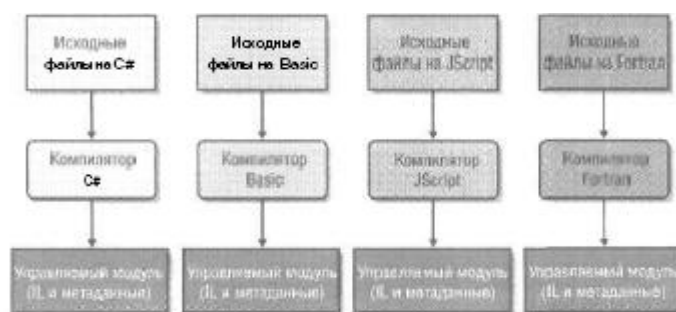 Исходные
файлы на C#
Исходные
файлы на Basic
Исходные
файлы на JScript
Исходные
файлы на Fortran
Компилятор
C#
Компилятор
Basic
Компилятор
JScript
Компилятор
Fortran
Управляемый модуль
(IL и метаданные)
Управляемый модуль
(IL и метаданные)
Управляемый модуль
(IL и метаданные)
Управляемый модуль
(IL и метаданные)